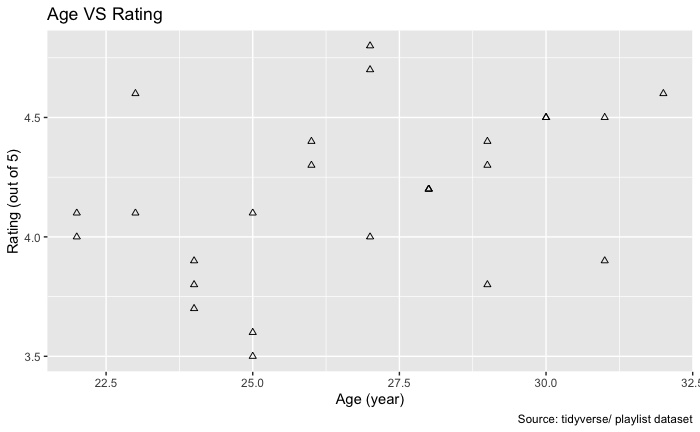 Age VS Rating
4.5
4.0
3.5
Rating (out of 5)
22.5 25.0 27.5 30.0 32.5
Age (year)
Source: tidyverse/ playlist dataset